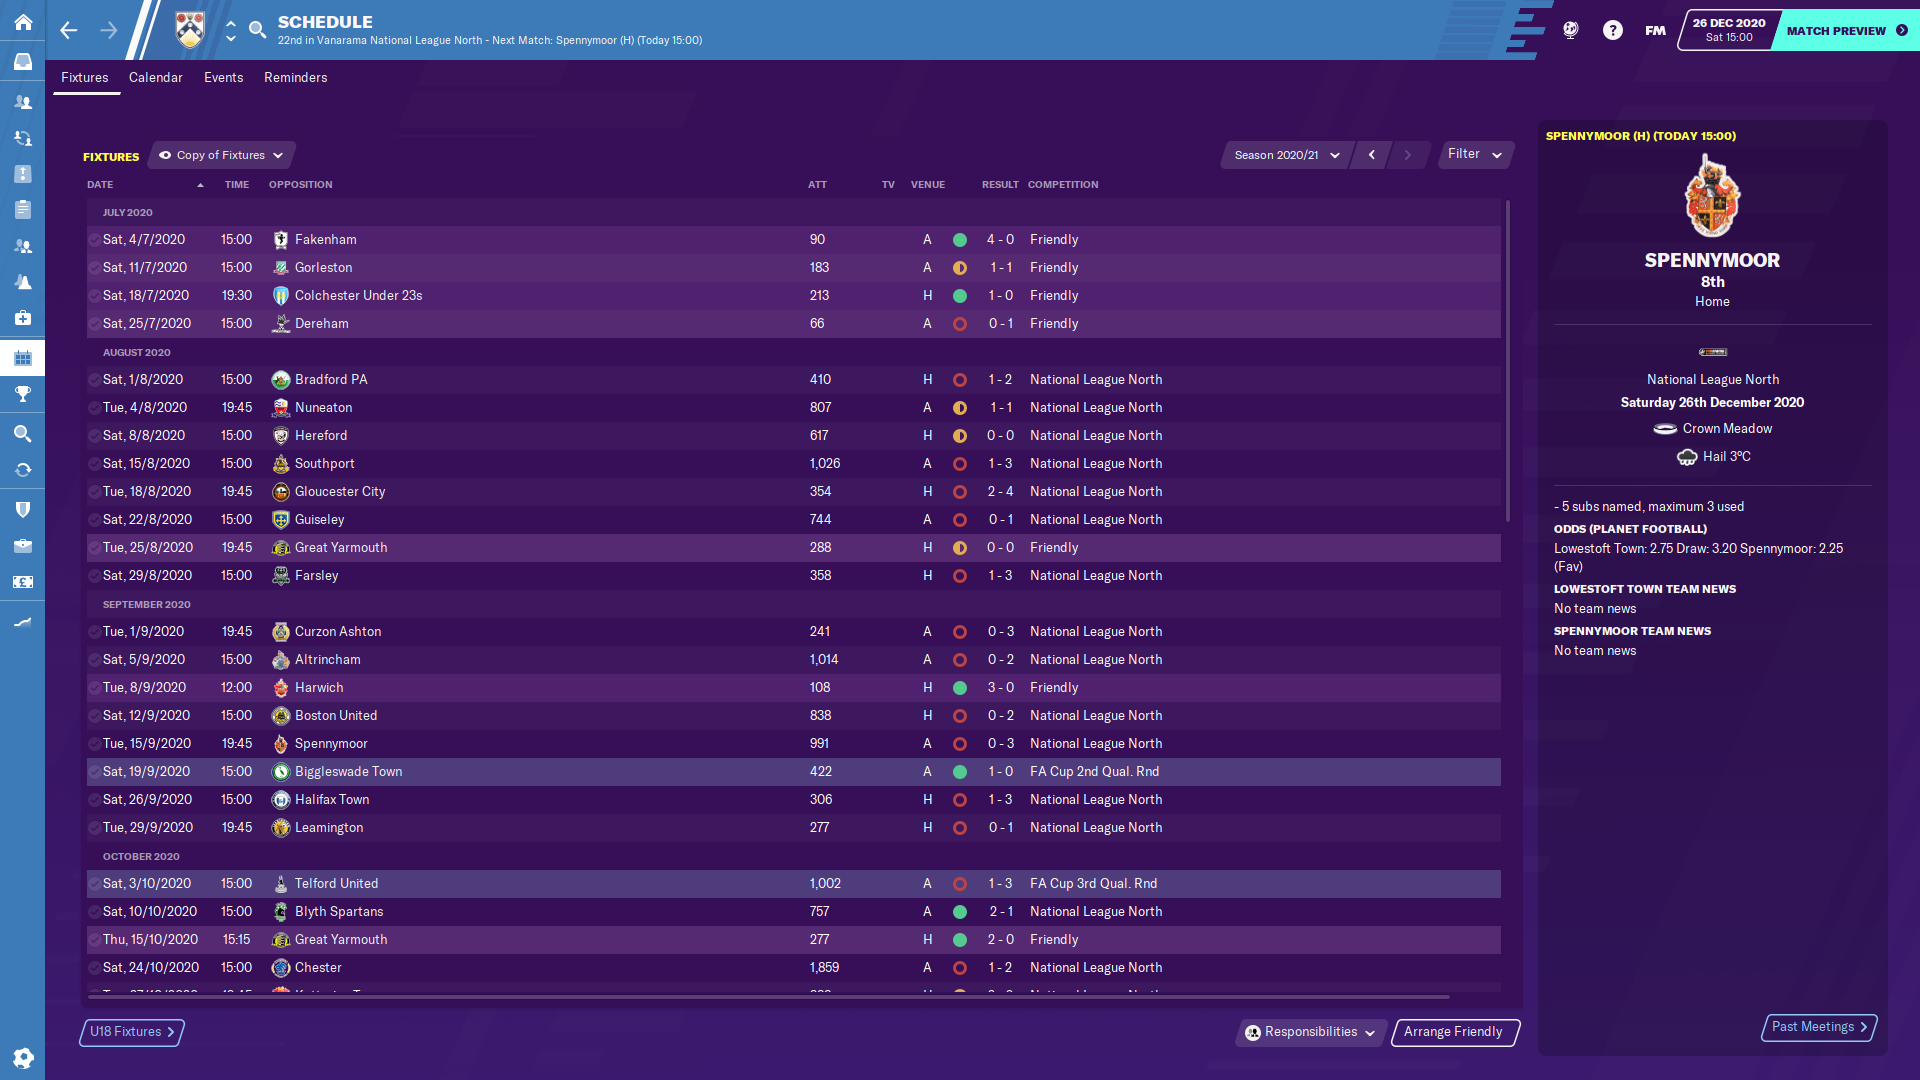 SCHEDULE
22nd in Vanarama National League North - Next Match: Spennymoor (H) (Today 15:00)
FM
26 DEC 2020
Sat 15:00
MATCH PREVIEW
Fixtures Calendar Events Reminders
FIXTURES Copy of Fixtures Season 2020/21 Filter
DATE TIME OPPOSITION ATT TV VENUE RESULT COMPETITION
JULY 2020
Sat, 4/7/2020 15:00 Fakenham 90 A 4 - 0 Friendly
Sat, 11/7/2020 15:00 Gorleston 183 A 1 - 1 Friendly
Sat, 18/7/2020 19:30 Colchester Under 23s 213 H 1 - 0 Friendly
Sat, 25/7/2020 15:00 Dereham 66 A 0 - 1 Friendly
AUGUST 2020
Sat, 1/8/2020 15:00 Bradford PA 410 H 1 - 2 National League North
Tue, 4/8/2020 19:45 Nuneaton 807 A 1 - 1 National League North
Sat, 8/8/2020 15:00 Hereford 617 H 0 - 0 National League North
Sat, 15/8/2020 15:00 Southport 1,026 A 1 - 3 National League North
Tue, 18/8/2020 19:45 Gloucester City 354 H 2 - 4 National League North
Sat, 22/8/2020 15:00 Guiseley 744 A 0 - 1 National League North
Tue, 25/8/2020 19:45 Great Yarmouth 288 H 0 - 0 Friendly
Sat, 29/8/2020 15:00 Farsley 358 H 1 - 3 National League North
SEPTEMBER 2020
Tue, 1/9/2020 19:45 Curzon Ashton 241 A 0 - 3 National League North
Sat, 5/9/2020 15:00 Altrincham 1,014 A 0 - 2 National League North
Tue, 8/9/2020 12:00 Harwich 108 H 3 - 0 Friendly
Sat, 12/9/2020 15:00 Boston United 838 H 0 - 2 National League North
Tue, 15/9/2020 19:45 Spennymoor 991 A 0 - 3 National League North
Sat, 19/9/2020 15:00 Biggleswade Town 422 A 1 - 0 FA Cup 2nd Qual. Rnd
Sat, 26/9/2020 15:00 Halifax Town 306 H 1 - 3 National League North
Tue, 29/9/2020 19:45 Leamington 277 H 0 - 1 National League North
OCTOBER 2020
Sat, 3/10/2020 15:00 Telford United 1,002 A 1 - 3 FA Cup 3rd Qual. Rnd
Sat, 10/10/2020 15:00 Blyth Spartans 757 A 2 - 1 National League North
Thu, 15/10/2020 15:15 Great Yarmouth 277 H 2 - 0 Friendly
Sat, 24/10/2020 15:00 Chester 1,859 A 1 - 2 National League North
U18 Fixtures Responsibilities Arrange Friendly
SPENNYMOOR (H) (TODAY 15:00)
SPENNYMOOR
8th
Home
National League North
Saturday 26th December 2020
Crown Meadow
Hail 3ºC
- 5 subs named, maximum 3 used
ODDS (PLANET FOOTBALL)
Lowestoft Town: 2.75 Draw: 3.20 Spennymoor: 2.25
(Fav)
LOWESTOFT TOWN TEAM NEWS
No team news
SPENNYMOOR TEAM NEWS
No team news
Past Meetings